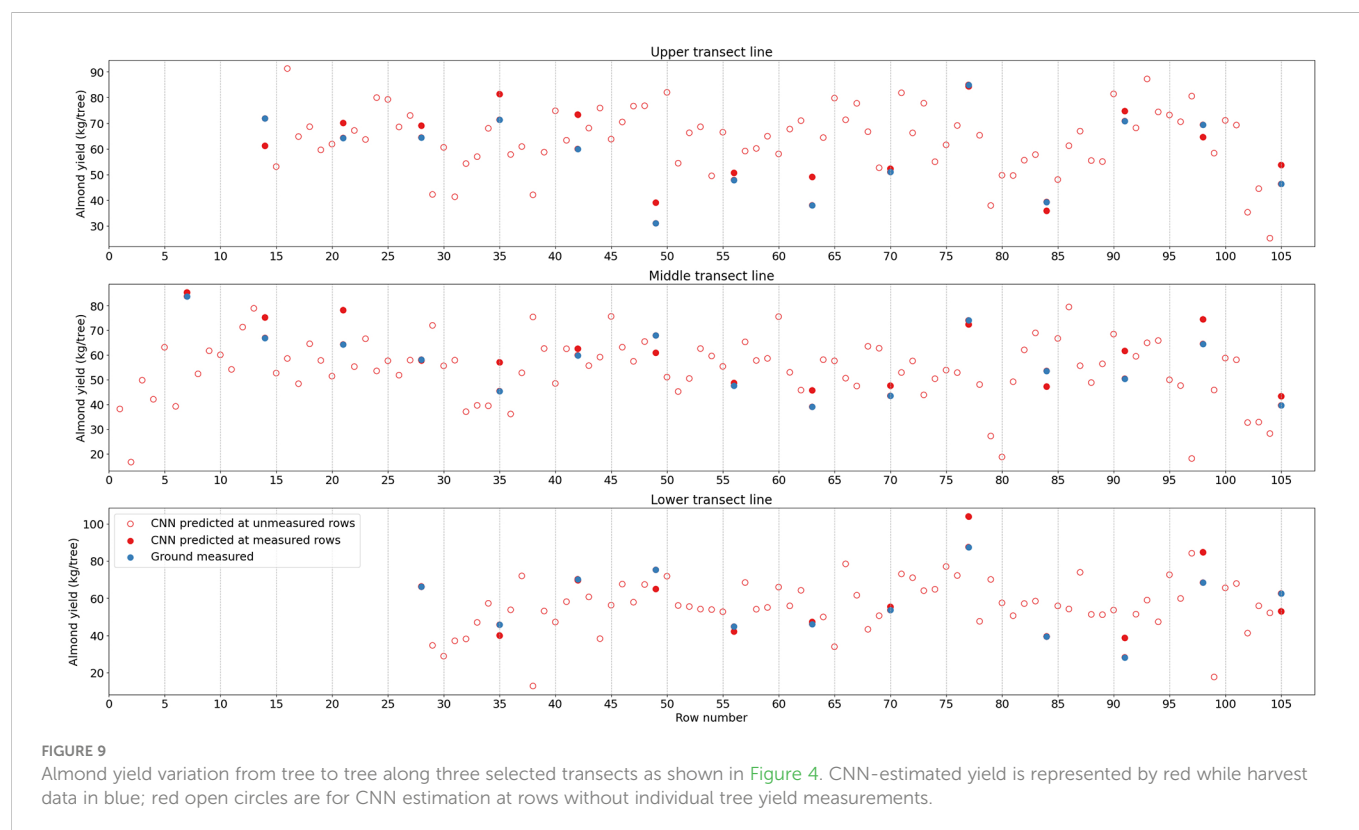 Upper transect line
Almond yield (kg/tree)
90
80
70
60
50
40
30
0 5 10 15 20 25 30 35 40 45 50 55 60 65 70 75 80 85 90 95 100 105
Middle transect line
Almond yield (kg/tree)
80
70
60
50
40
30
20
0 5 10 15 20 25 30 35 40 45 50 55 60 65 70 75 80 85 90 95 100 105
Lower transect line
Almond yield (kg/tree)
100
80
60
40
20
CNN predicted at unmeasured rows
CNN predicted at measured rows
Ground measured
0 5 10 15 20 25 30 35 40 45 50 55 60 65 70 75 80 85 90 95 100 105
Row number
FIGURE 9
Almond yield variation from tree to tree along three selected transects as shown in Figure 4. CNN-estimated yield is represented by red while harvest
data in blue; red open circles are for CNN estimation at rows without individual tree yield measurements.